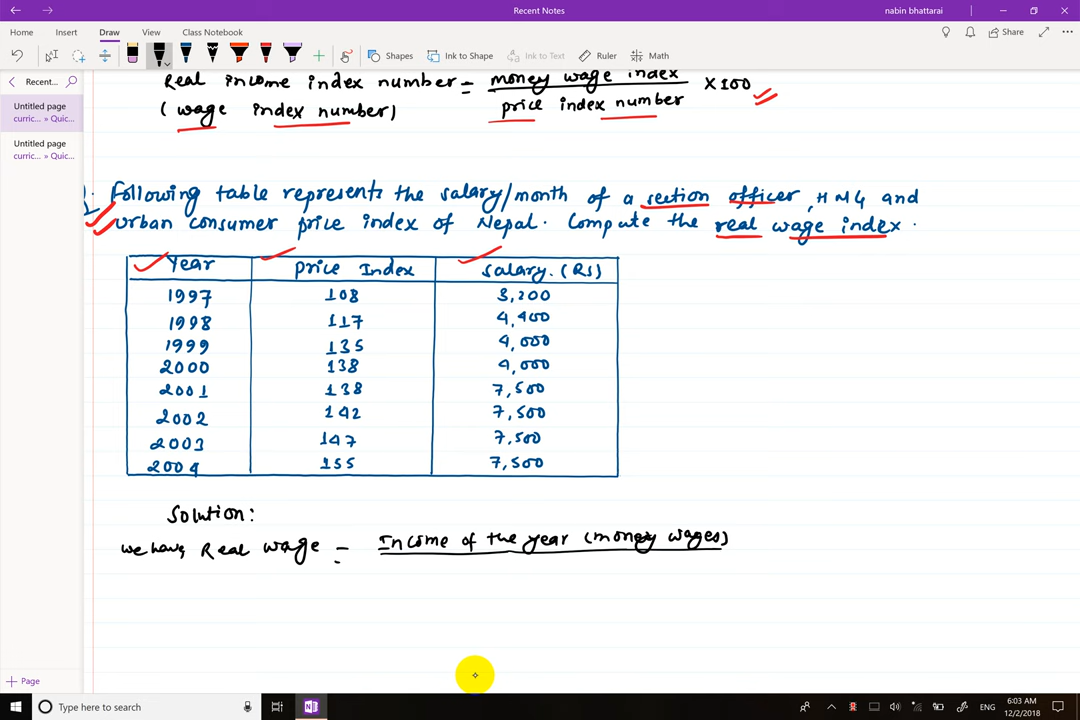 Recent Notes
nabin bhattarai
Home Insert Draw View Class Notebook
Share
Shapes Ink to Shape Ink to Text Ruler Math
Recent...
Untitled page
curric... » Quic...
Untitled page
curric... » Quic...
Real income index number = money wage index / price index number × 100
(wage index number)
Following table represents the salary/month of a section officer, HMG and
urban consumer price index of Nepal. Compute the real wage index.
Year Price Index Salary. (Rs)
1997 108 3,200
1998 117 4,400
1999 135 4,000
2000 138 4,000
2001 138 7,500
2002 142 7,500
2003 147 7,500
2004 155 7,500
Solution:
we have, Real wage = Income of the year (money wages)
+ Page
Type here to search
6:03 AM
12/2/2018